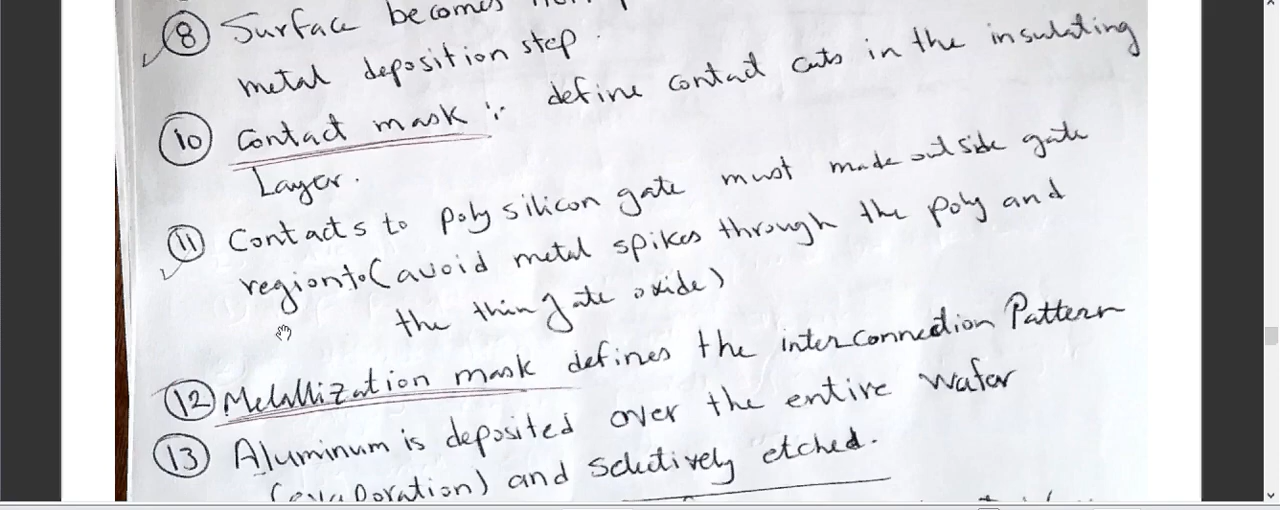 ⑧ Surface becomes
metal deposition step.
⑩ Contact mask :- define contact cuts in the insulating
Layer.
⑪ Contacts to poly silicon gate must made outside gate
region to (avoid metal spikes through the poly and
the thin gate oxide)
⑫ Metallization mask defines the interconnection Pattern
⑬ Aluminum is deposited over the entire wafer
(evaporation) and selectively etched.